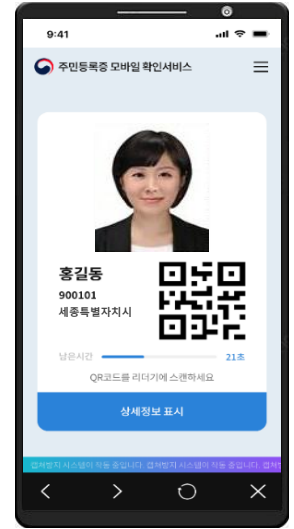 9:41
주민등록증 모바일 확인서비스
홍길동
900101
세종특별자치시
남은시간 21초
QR코드를 리더기에 스캔하세요
상세정보 표시
캡쳐방지 시스템이 작동 중입니다. 캡쳐방지 시스템이 작동 중입니다. 캡쳐방